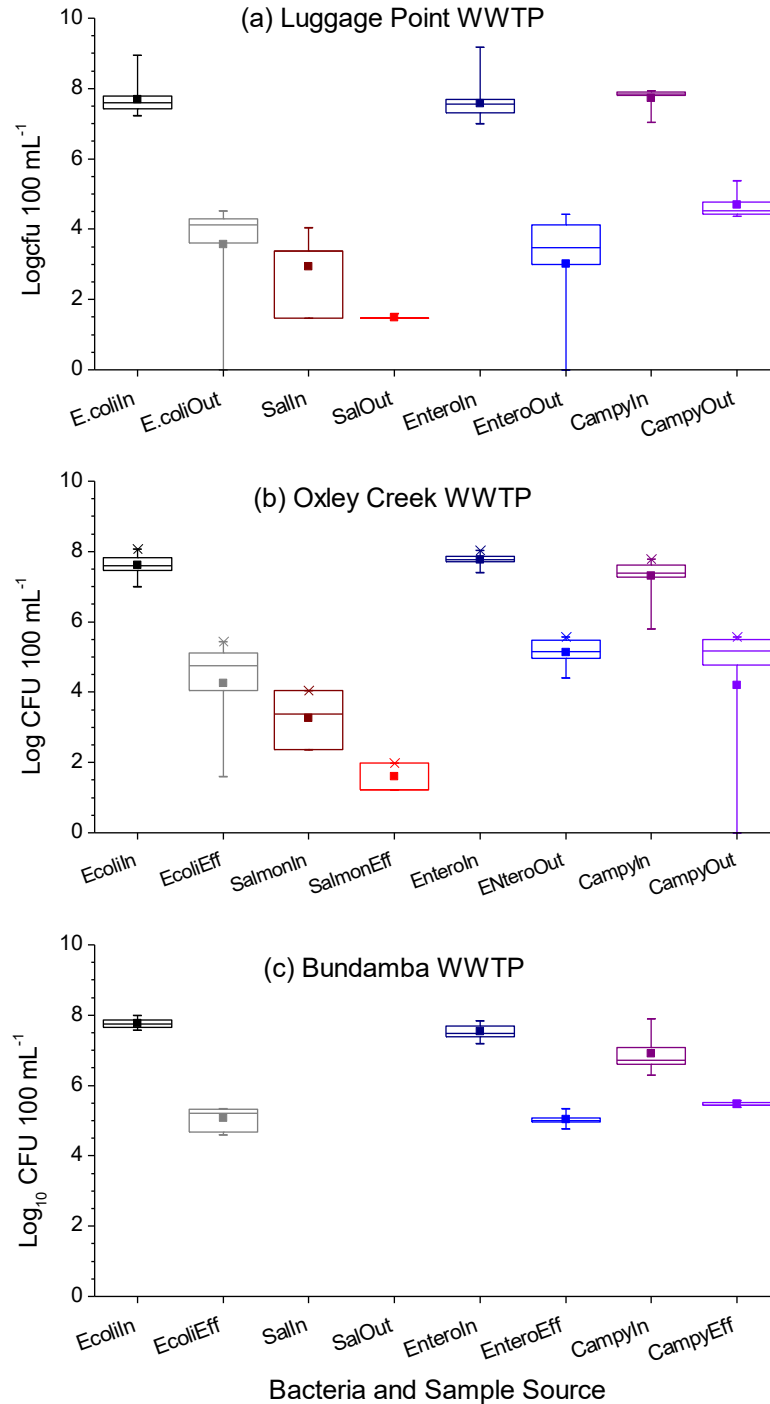 (a) Luggage Point WWTP
10
8
6
4
2
0
Logcfu 100 mL-1
E.coliIn
E.coliOut
SalIn
SalOut
EnteroIn
EnteroOut
CampyIn
CampyOut
(b) Oxley Creek WWTP
10
8
6
4
2
0
Log CFU 100 mL-1
EcoliIn
EcoliEff
SalmonIn
SalmonEff
EnteroIn
ENteroOut
CampyIn
CampyOut
(c) Bundamba WWTP
10
8
6
4
2
0
Log10 CFU 100 mL-1
EcoliIn
EcoliEff
SalIn
SalOut
EnteroIn
EnteroEff
CampyIn
CampyEff
Bacteria and Sample Source